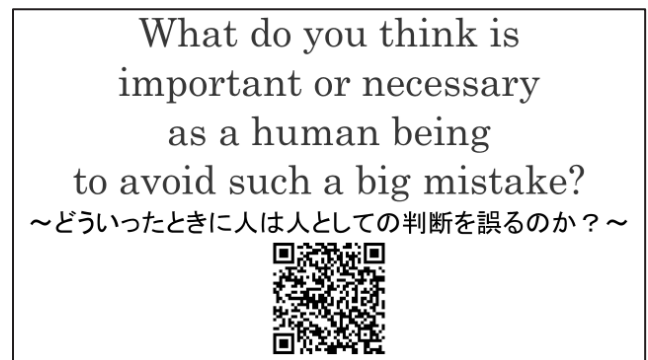 What do you think is
important or necessary
as a human being
to avoid such a big mistake?
～どういったときに人は人としての判断を誤るのか？～